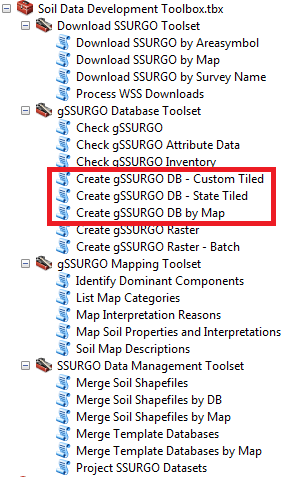 Soil Data Development Toolbox.tbx
Download SSURGO Toolset
Download SSURGO by Areasymbol
Download SSURGO by Map
Download SSURGO by Survey Name
Process WSS Downloads
gSSURGO Database Toolset
Check gSSURGO
Check gSSURGO Attribute Data
Check gSSURGO Inventory
Create gSSURGO DB - Custom Tiled
Create gSSURGO DB - State Tiled
Create gSSURGO DB by Map
Create gSSURGO Raster
Create gSSURGO Raster - Batch
gSSURGO Mapping Toolset
Identify Dominant Components
List Map Categories
Map Interpretation Reasons
Map Soil Properties and Interpretations
Soil Map Descriptions
SSURGO Data Management Toolset
Merge Soil Shapefiles
Merge Soil Shapefiles by DB
Merge Soil Shapefiles by Map
Merge Template Databases
Merge Template Databases by Map
Project SSURGO Datasets